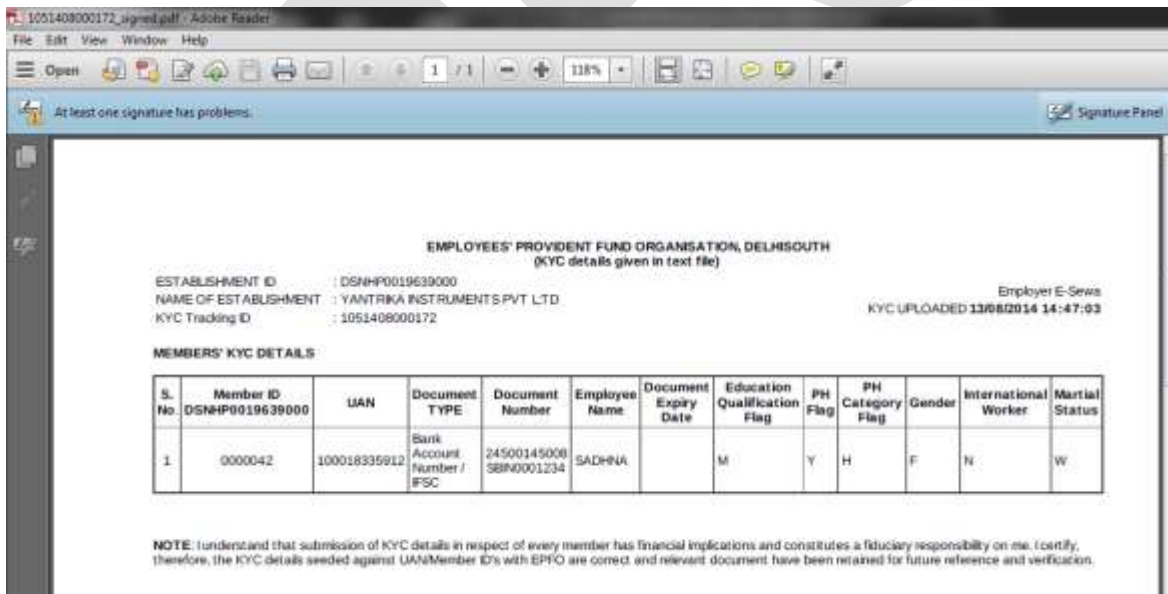 1051408000172_signed.pdf - Adobe Reader
File Edit View Window Help
Open 1 / 1 118%
At least one signature has problems.
Signature Panel
EMPLOYEES' PROVIDENT FUND ORGANISATION, DELHISOUTH
(KYC details given in text file)
ESTABLISHMENT ID : DSNHP0019639000
NAME OF ESTABLISHMENT : YANTRIKA INSTRUMENTS PVT LTD
KYC Tracking ID : 1051408000172
Employer E-Sewa
KYC UPLOADED 13/08/2014 14:47:03
MEMBERS' KYC DETAILS
S. No. Member ID DSNHP0019639000 UAN Document TYPE Document Number Employee Name Document Expiry Date Education Qualification Flag PH Flag PH Category Flag Gender International Worker Martial Status
1 0000042 100018335912 Bank Account Number / IFSC 24500145008 SBIN0001234 SADHNA M Y H F N W
NOTE: I understand that submission of KYC details in respect of every member has financial implications and constitutes a fiduciary responsibility on me. I certify,
therefore, the KYC details seeded against UAN/Member ID's with EPFO are correct and relevant document have been retained for future reference and verification.